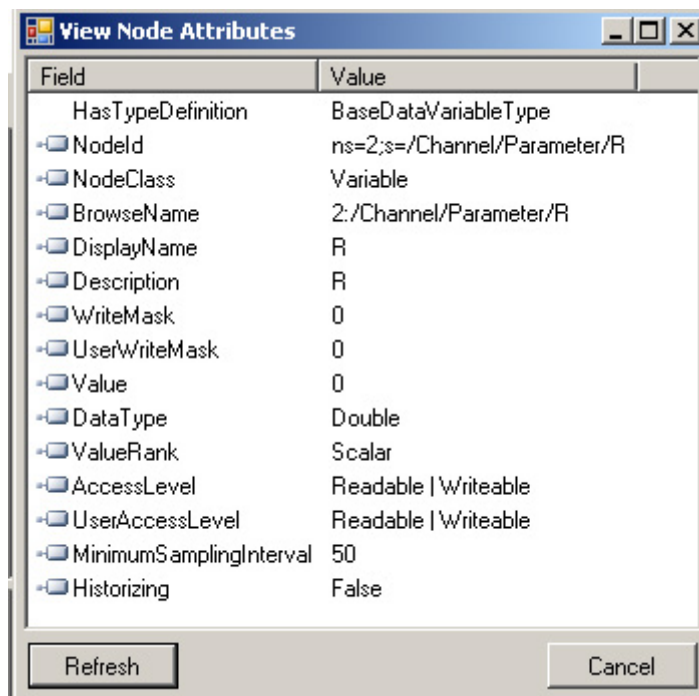 View Node Attributes
Field Value
HasTypeDefinition BaseDataVariableType
NodeId ns=2;s=/Channel/Parameter/R
NodeClass Variable
BrowseName 2:/Channel/Parameter/R
DisplayName R
Description R
WriteMask 0
UserWriteMask 0
Value 0
DataType Double
ValueRank Scalar
AccessLevel Readable | Writeable
UserAccessLevel Readable | Writeable
MinimumSamplingInterval 50
Historizing False
Refresh Cancel